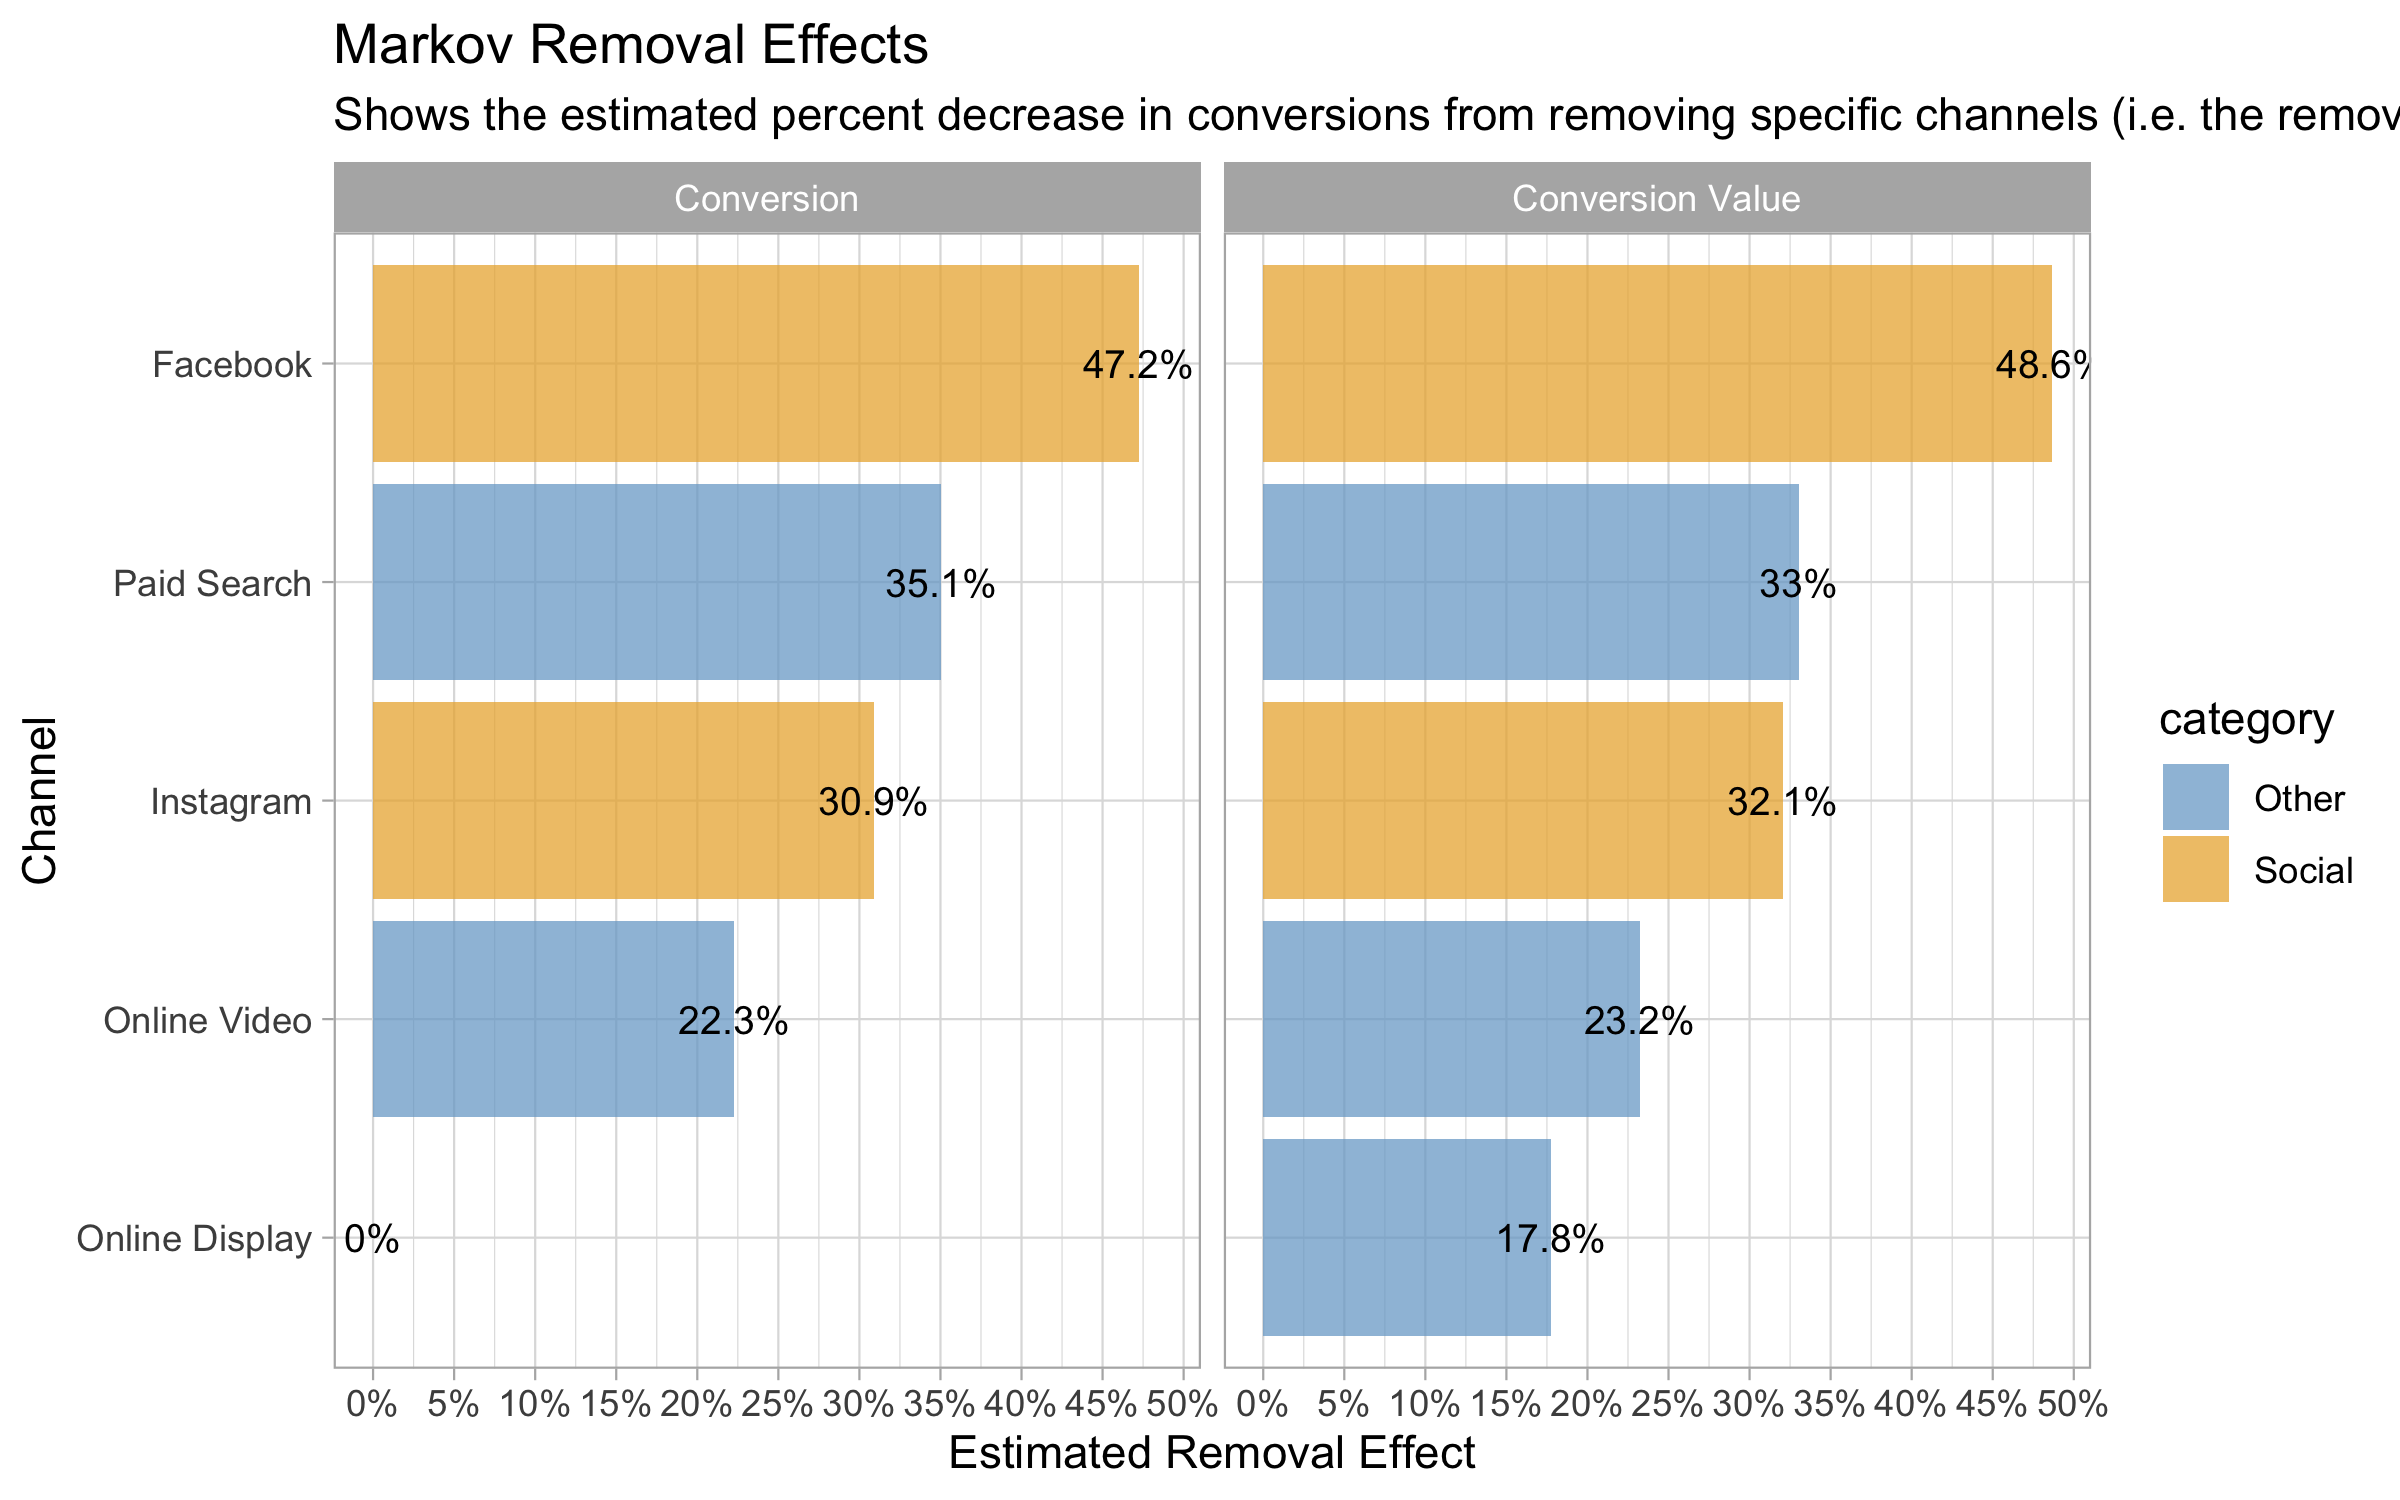 Markov Removal Effects
Shows the estimated percent decrease in conversions from removing specific channels (i.e. the remov
Conversion
Conversion Value
Facebook
47.2%
48.6%
Paid Search
35.1%
33%
Instagram
30.9%
32.1%
Online Video
22.3%
23.2%
Online Display
0%
17.8%
Channel
category
Other
Social
0% 5% 10% 15% 20% 25% 30% 35% 40% 45% 50%
0% 5% 10% 15% 20% 25% 30% 35% 40% 45% 50%
Estimated Removal Effect